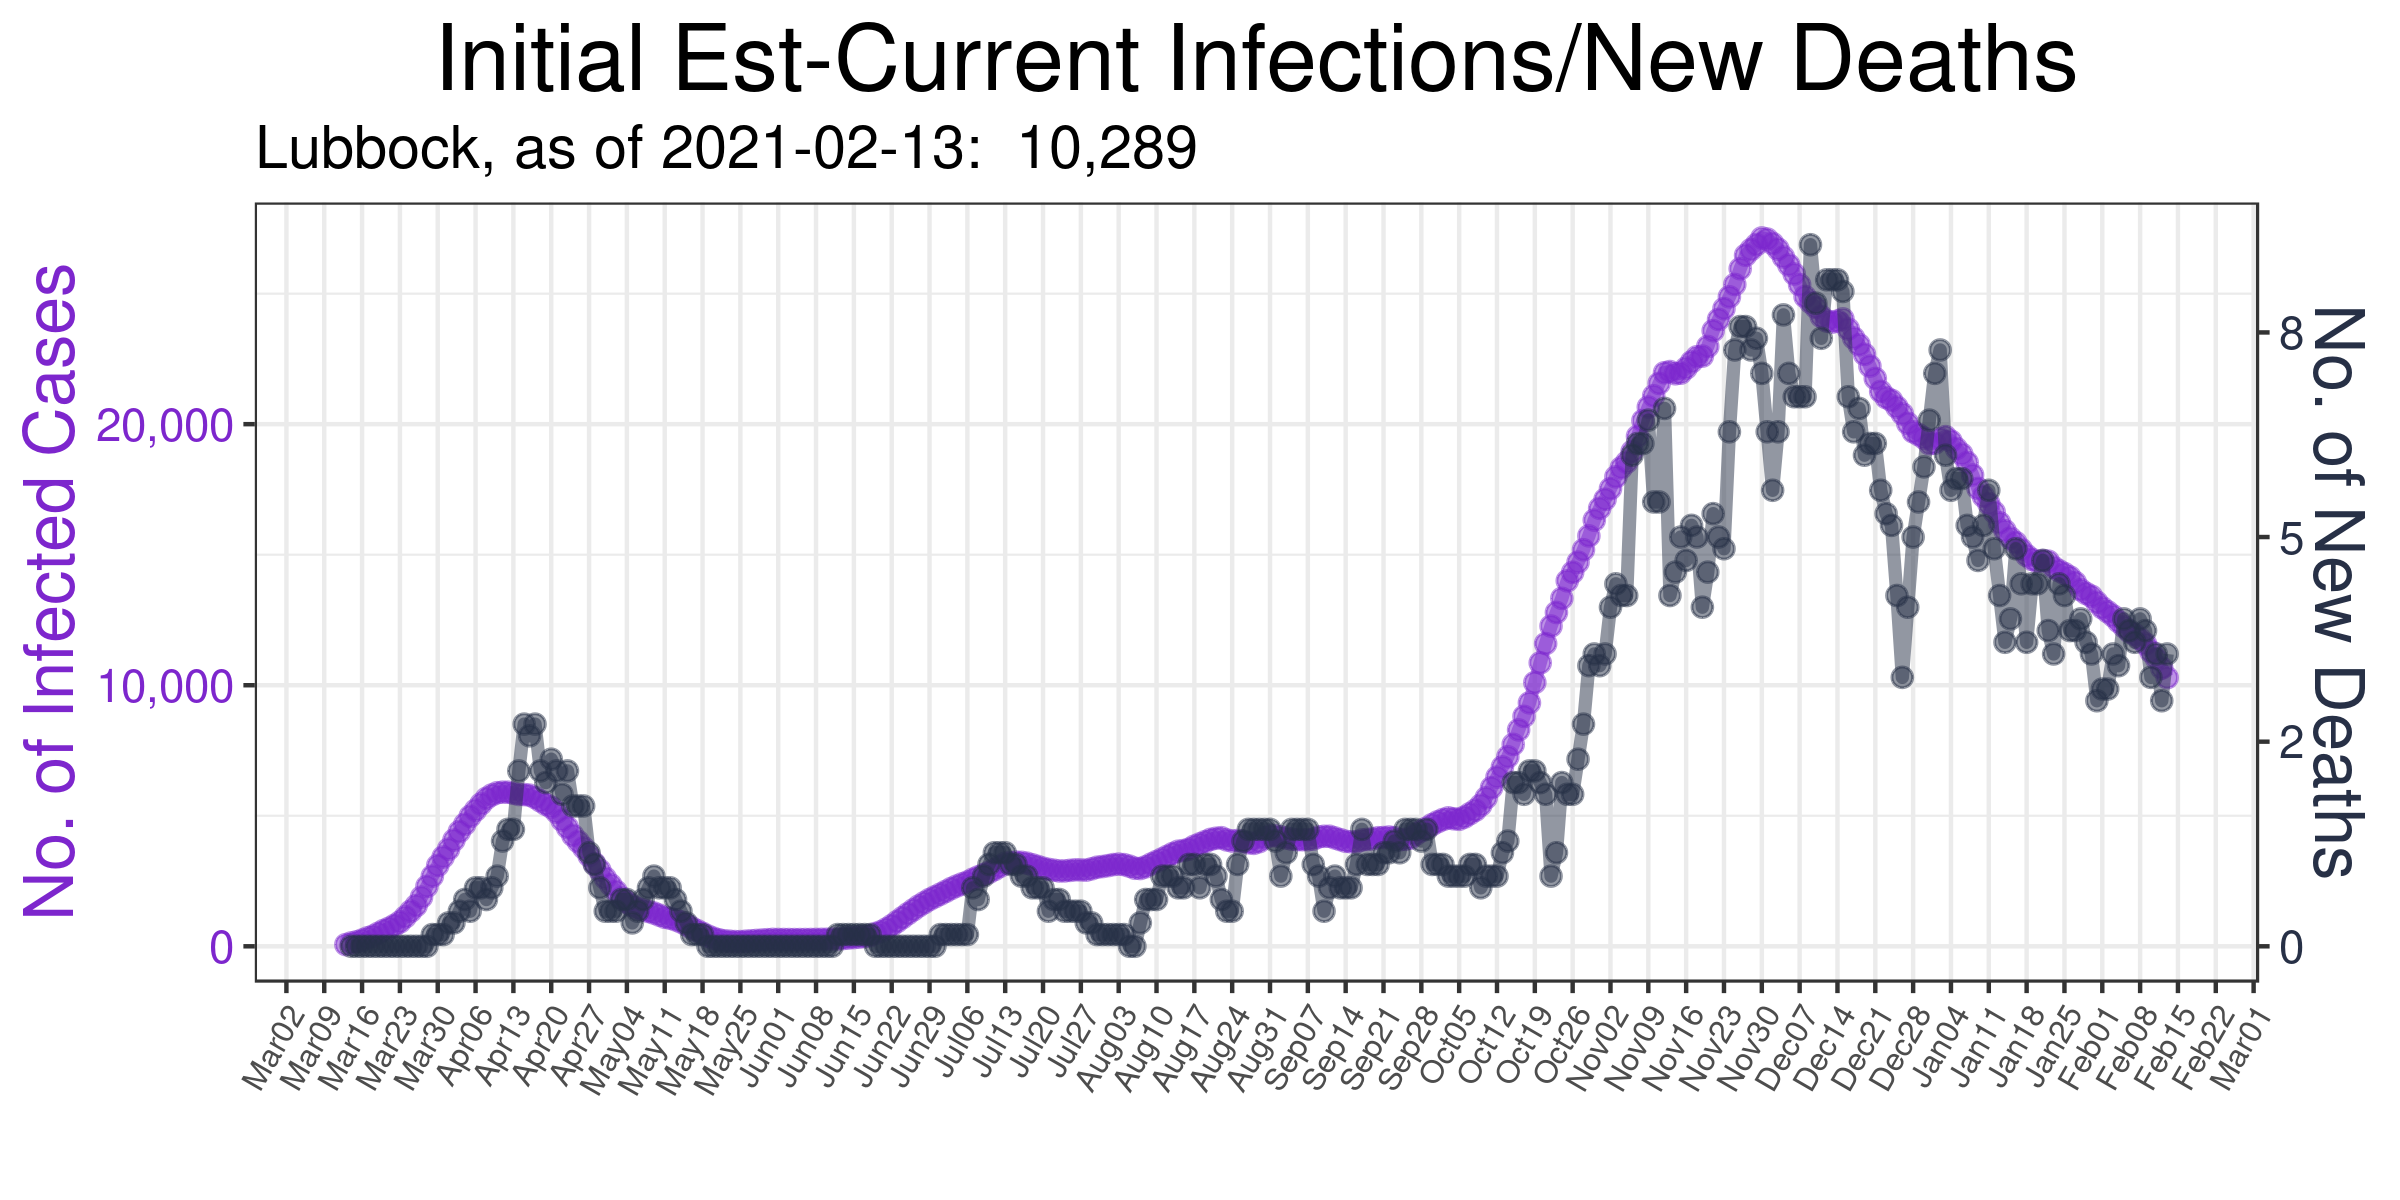 Initial Est-Current Infections/New Deaths
Lubbock, as of 2021-02-13: 10,289
No. of Infected Cases
20,000
10,000
0
8
5
2
0
No. of New Deaths
Mar02
Mar09
Mar16
Mar23
Mar30
Apr06
Apr13
Apr20
Apr27
May04
May11
May18
May25
Jun01
Jun08
Jun15
Jun22
Jun29
Jul06
Jul13
Jul20
Jul27
Aug03
Aug10
Aug17
Aug24
Aug31
Sep07
Sep14
Sep21
Sep28
Oct05
Oct12
Oct19
Oct26
Nov02
Nov09
Nov16
Nov23
Nov30
Dec07
Dec14
Dec21
Dec28
Jan04
Jan11
Jan18
Jan25
Feb01
Feb08
Feb15
Feb22
Mar01